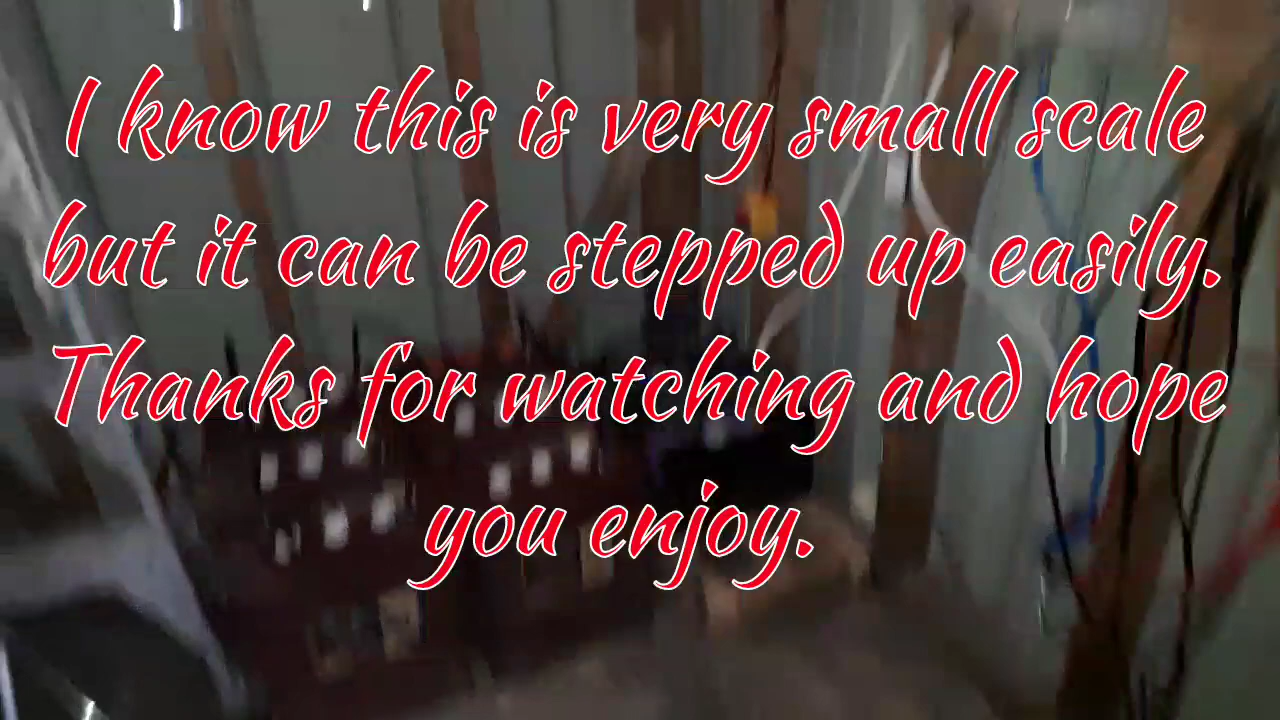 I know this is very small scale
but it can be stepped up easily.
Thanks for watching and hope
you enjoy.